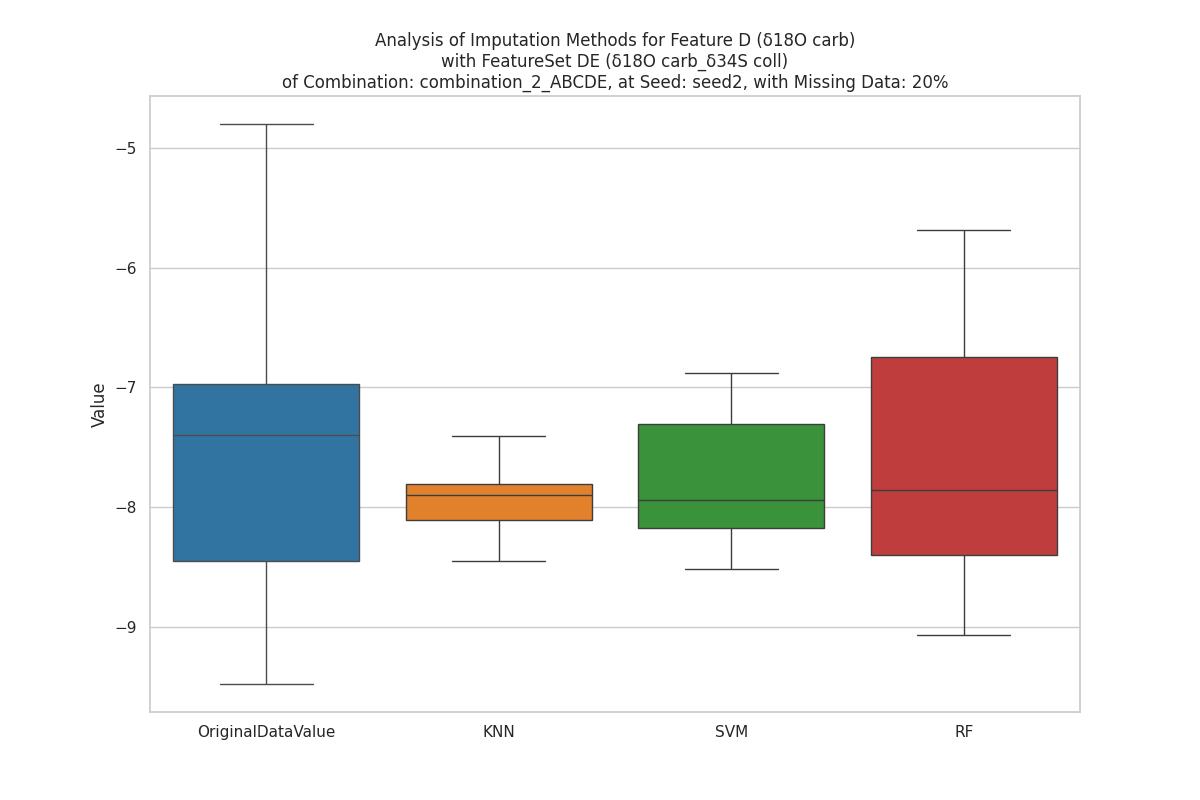 Analysis of Imputation Methods for Feature D (δ18O carb)
with FeatureSet DE (δ18O carb_δ34S coll)
of Combination: combination_2_ABCDE, at Seed: seed2, with Missing Data: 20%
Value
−5
−6
−7
−8
−9
OriginalDataValue
KNN
SVM
RF